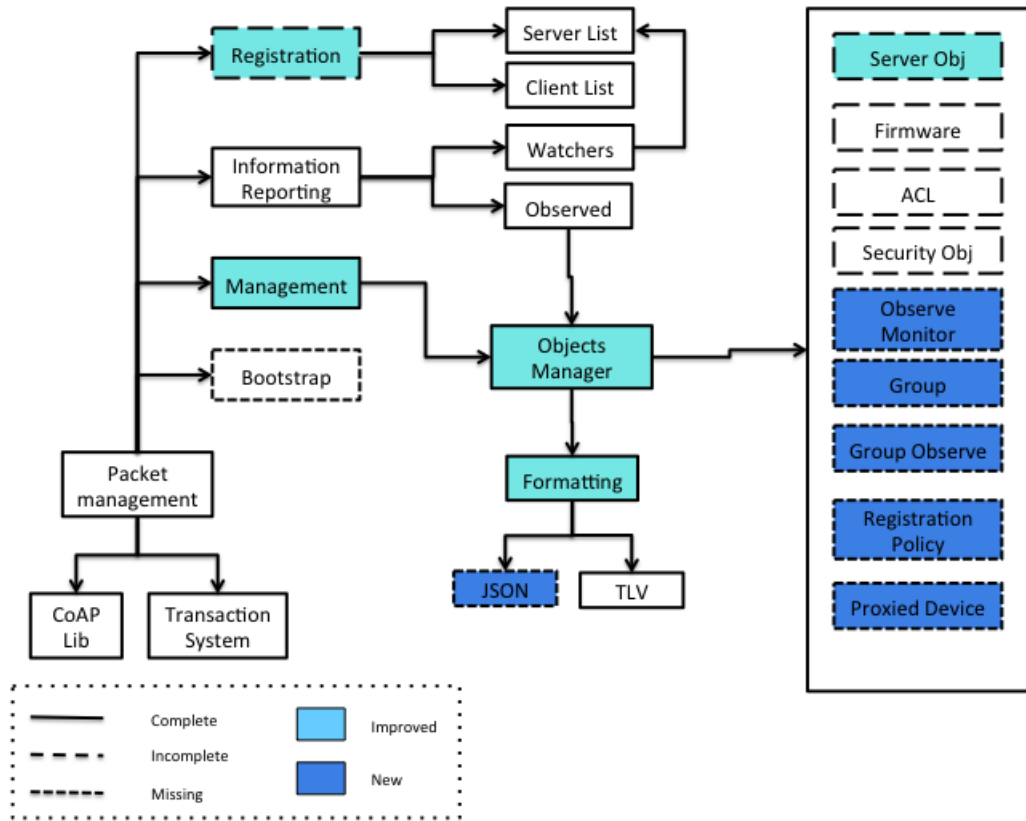 Registration
Server List
Client List
Information
Reporting
Watchers
Observed
Management
Bootstrap
Objects
Manager
Packet
management
Formatting
CoAP
Lib
Transaction
System
JSON
TLV
Server Obj
Firmware
ACL
Security Obj
Observe
Monitor
Group
Group Observe
Registration
Policy
Proxied Device
Complete
Incomplete
Missing
Improved
New